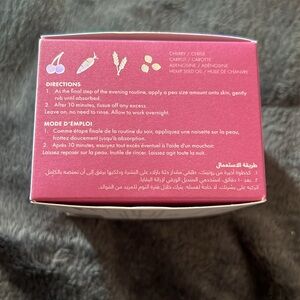 CHERRY / CERISE
CARROT / CAROTTE
ADENOSINE / ADÉNOSINE
HEMP SEED OIL / HUILE DE CHANVRE
DIRECTIONS
1. As the final step of the evening routine, apply a pea size amount onto skin, gently
rub until absorbed.
2. After 10 minutes, tissue off any excess.
Leave on, no need to rinse. Allow to work overnight.
MODE D'EMPLOI
1. Comme étape finale de la routine du soir, appliquez une noisette sur la peau,
frottez doucement jusqu'à absorption.
2. Après 10 minutes, essuyez tout excès éventuel à l'aide d'un mouchoir.
Laissez reposer sur la peau. Inutile de rincer. Laissez agir toute la nuit.
طريقة الاستعمال